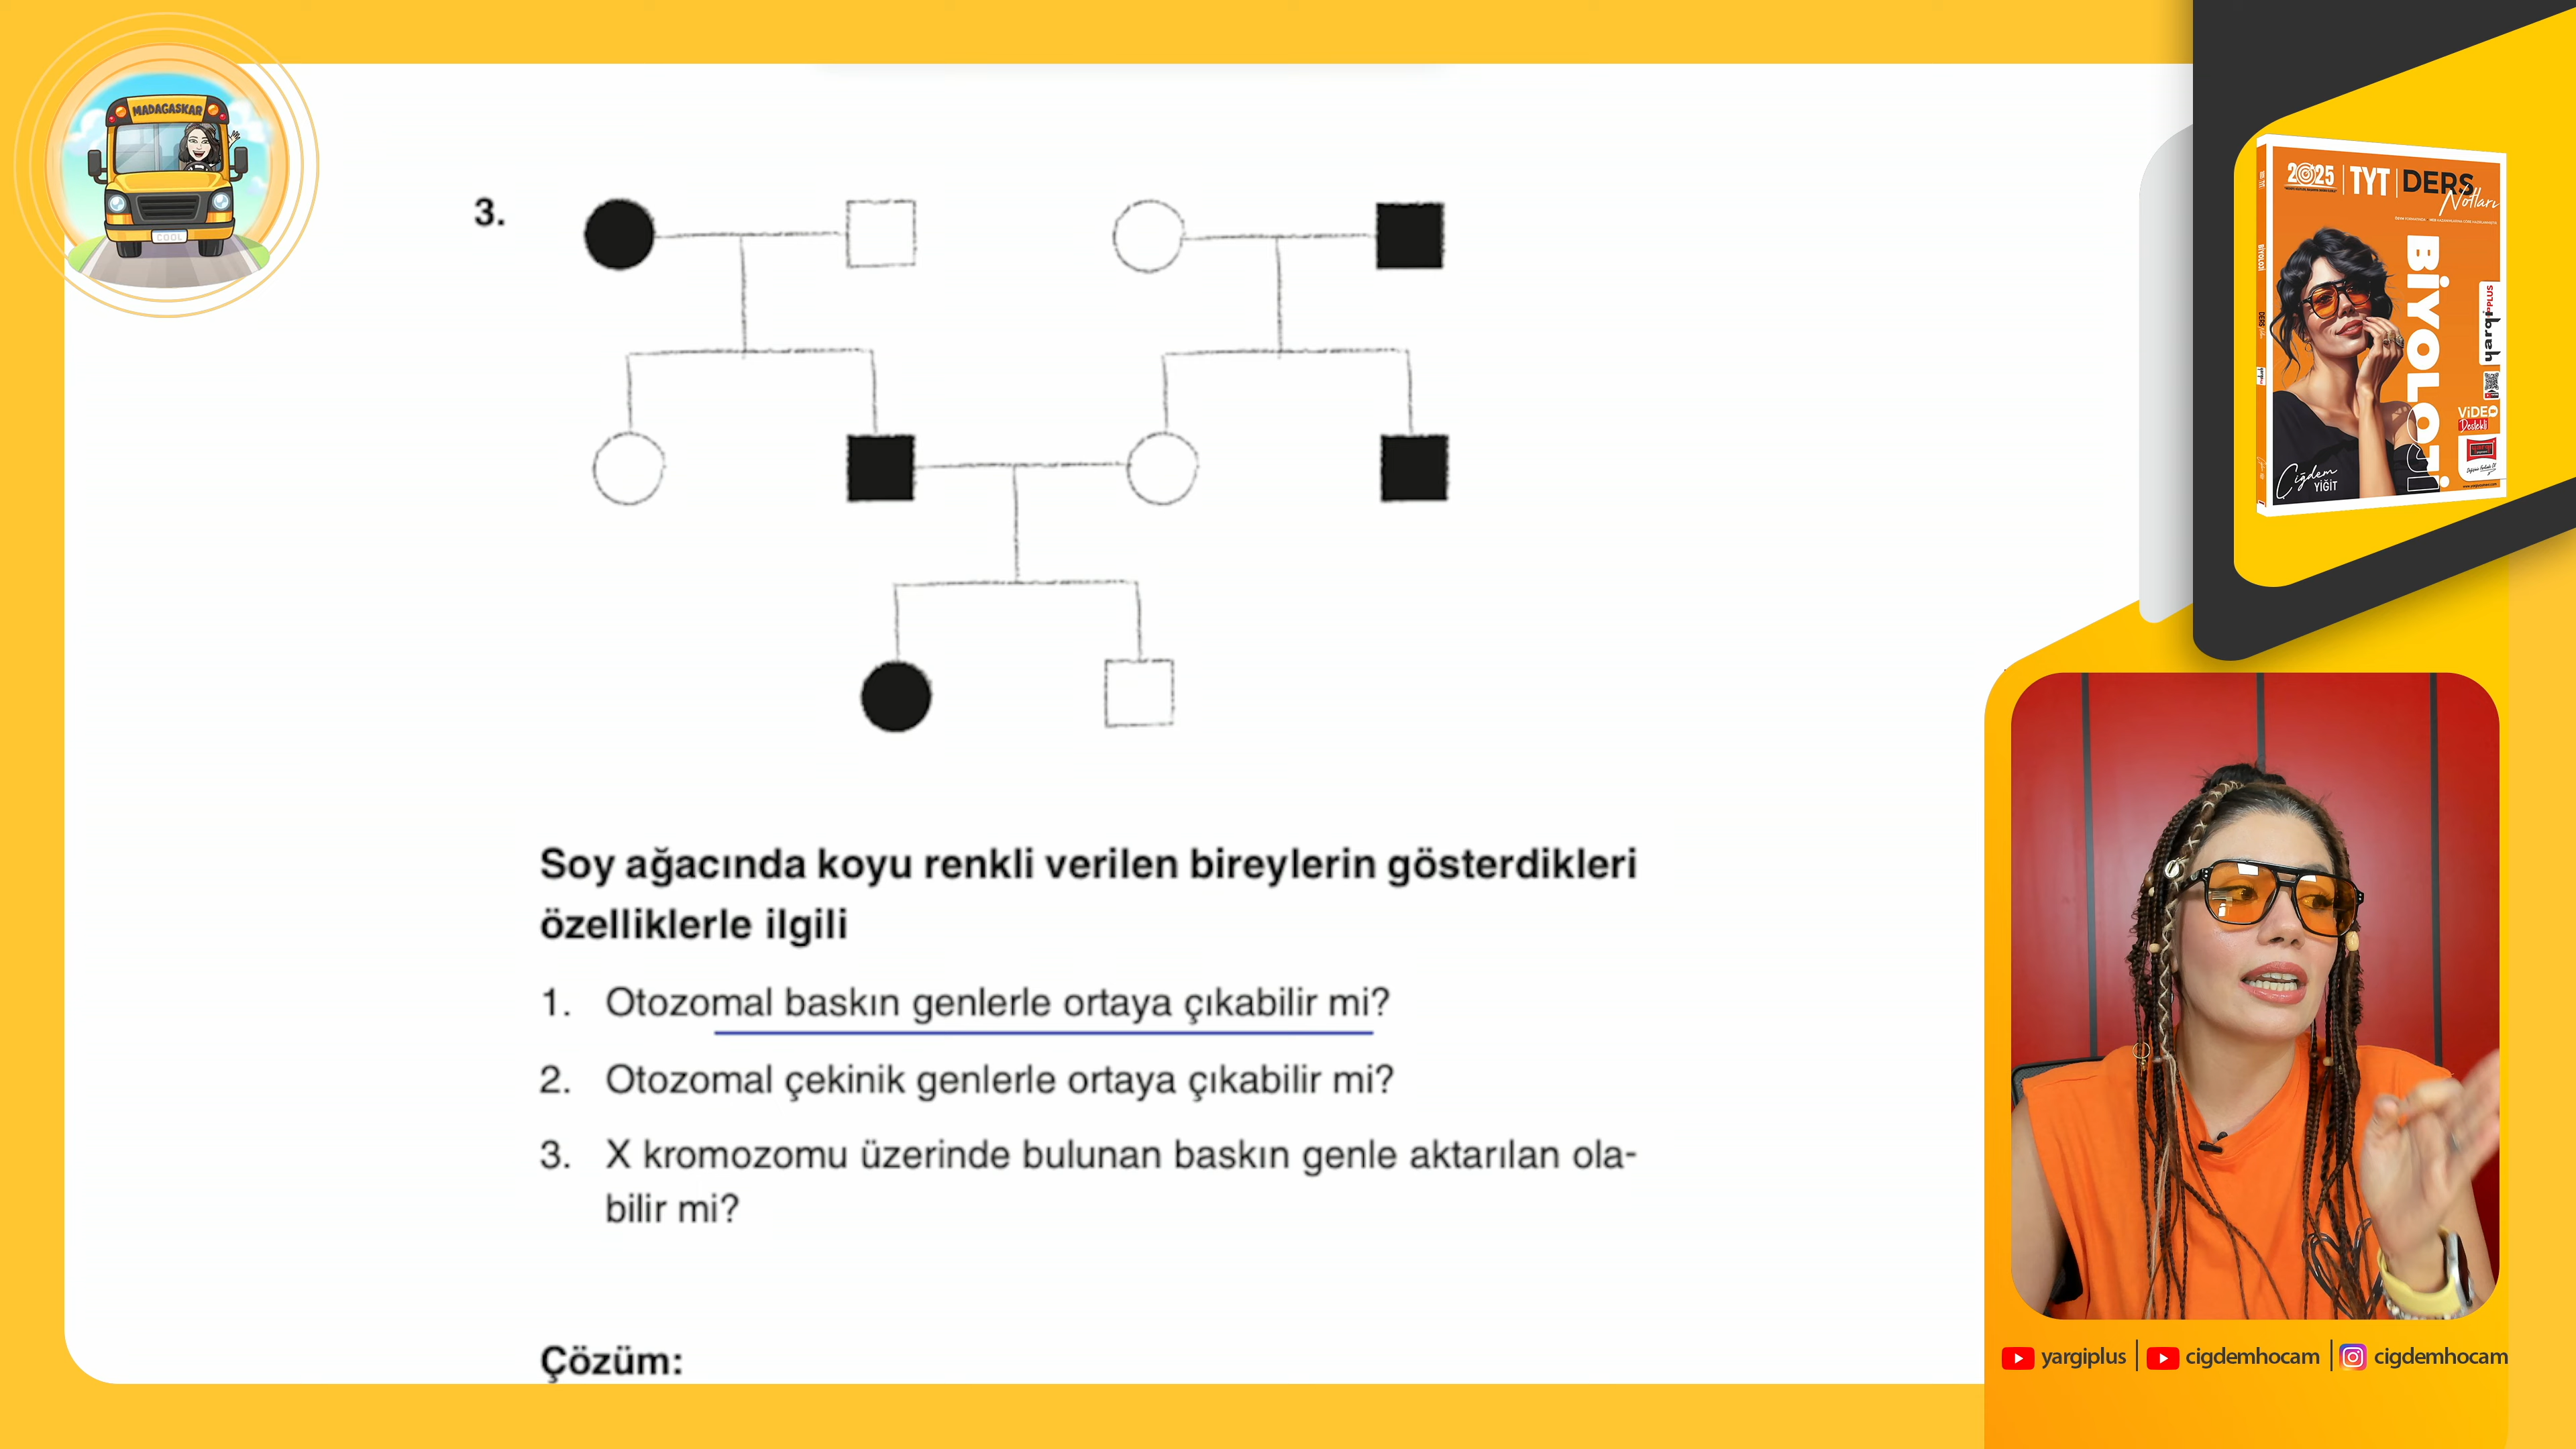 MADAGASKAR
COOL
3.
Soy ağacında koyu renkli verilen bireylerin gösterdikleri
özelliklerle ilgili
1. Otozomal baskın genlerle ortaya çıkabilir mi?
2. Otozomal çekinik genlerle ortaya çıkabilir mi?
3. X kromozomu üzerinde bulunan baskın genle aktarılan ola-
bilir mi?
Çözüm:
2025 TYT DERS
Notları
BİYOLOJİ
yargı PLUS
VİDEO
Destekli
Çiğdem
YİĞİT
yargiplus | cigdemhocam | cigdemhocam